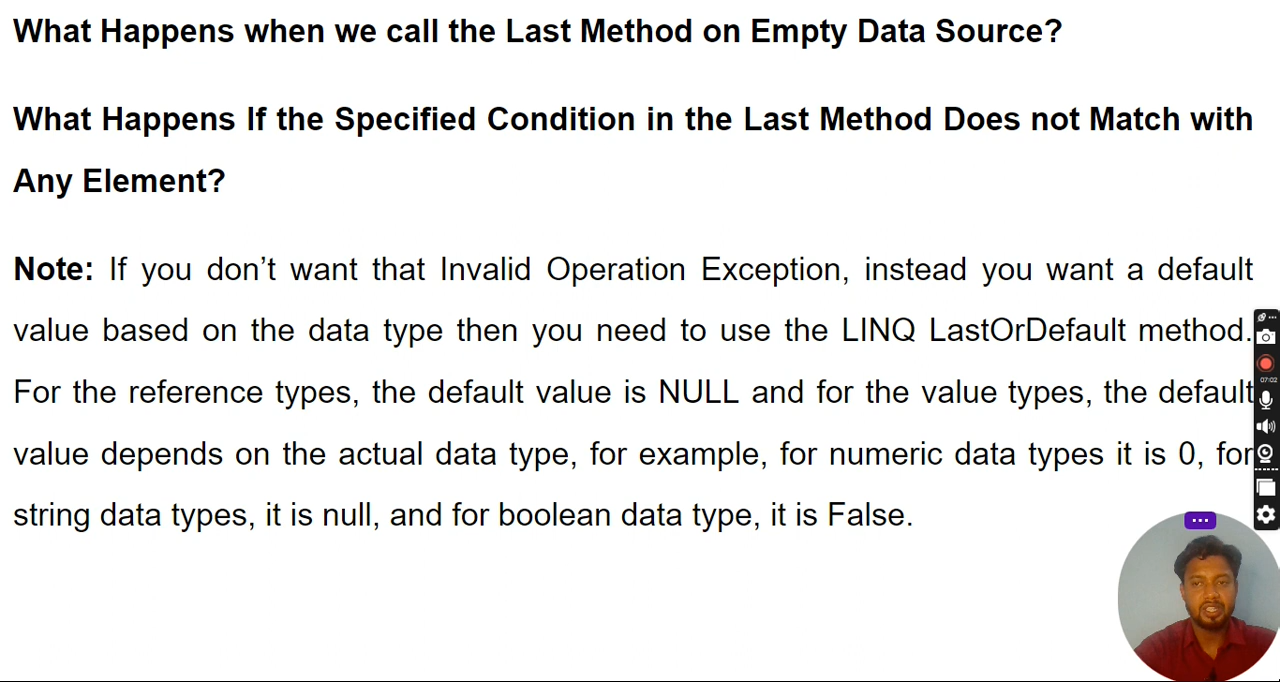 What Happens when we call the Last Method on Empty Data Source?
What Happens If the Specified Condition in the Last Method Does not Match with
Any Element?
Note: If you don’t want that Invalid Operation Exception, instead you want a default
value based on the data type then you need to use the LINQ LastOrDefault method.
For the reference types, the default value is NULL and for the value types, the default
value depends on the actual data type, for example, for numeric data types it is 0, for
string data types, it is null, and for boolean data type, it is False.
07:02